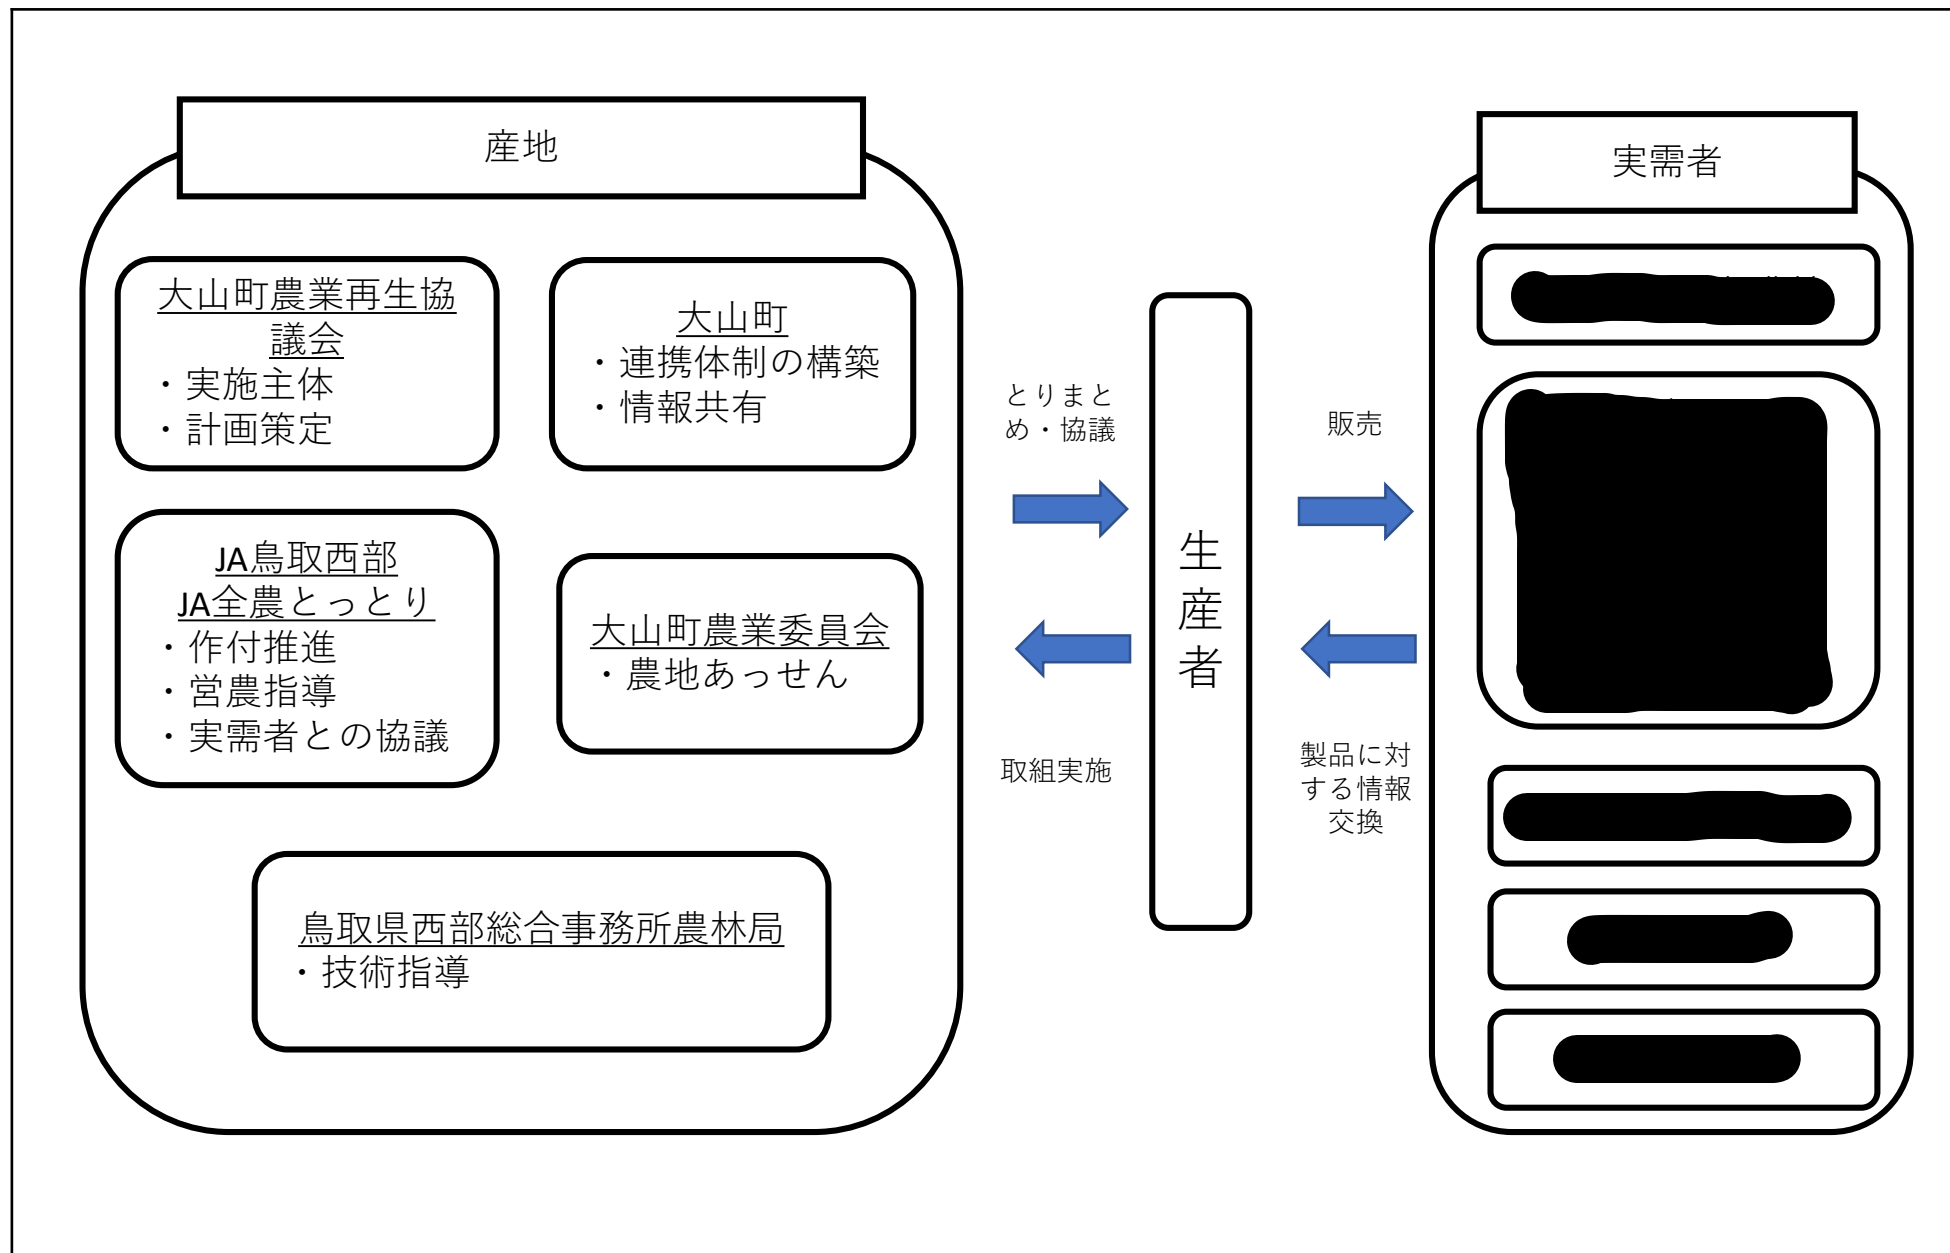 産地
大山町農業再生協
議会
・実施主体
・計画策定
大山町
・連携体制の構築
・情報共有
JA鳥取西部
JA全農とっとり
・作付推進
・営農指導
・実需者との協議
大山町農業委員会
・農地あっせん
鳥取県西部総合事務所農林局
・技術指導
とりまと
め・協議
取組実施
生産者
販売
製品に対
する情報
交換
実需者